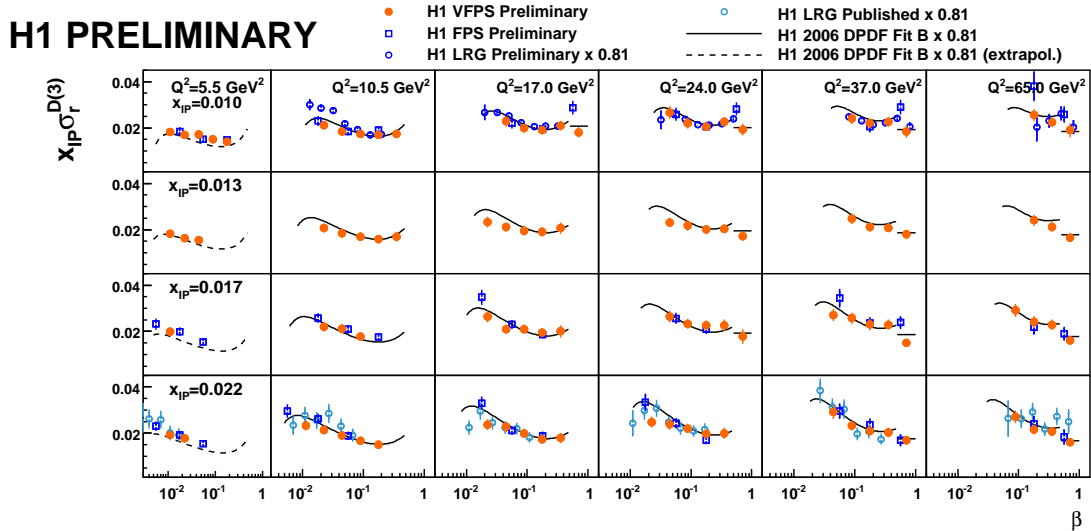 H1 PRELIMINARY
H1 VFPS Preliminary
H1 FPS Preliminary
H1 LRG Preliminary x 0.81
H1 LRG Published x 0.81
H1 2006 DPDF Fit B x 0.81
H1 2006 DPDF Fit B x 0.81 (extrapol.)
x_IP σ_r^D(3)
Q²=5.5 GeV² Q²=10.5 GeV² Q²=17.0 GeV² Q²=24.0 GeV² Q²=37.0 GeV² Q²=65.0 GeV²
0.04
x_IP=0.010
0.02
0.04
x_IP=0.013
0.02
0.04
x_IP=0.017
0.02
0.04
x_IP=0.022
0.02
10⁻² 10⁻¹ 1 10⁻² 10⁻¹ 1 10⁻² 10⁻¹ 1 10⁻² 10⁻¹ 1 10⁻² 10⁻¹ 1 10⁻² 10⁻¹ 1
β